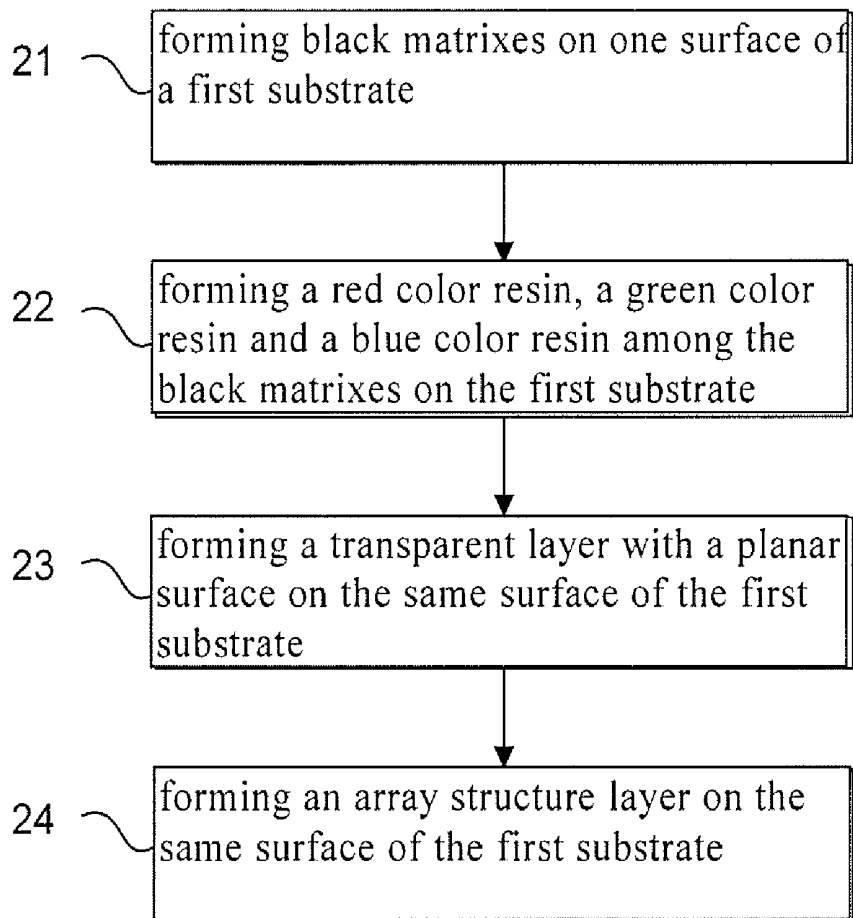 21
forming black matrixes on one surface of
a first substrate
22
forming a red color resin, a green color
resin and a blue color resin among the
black matrixes on the first substrate
23
forming a transparent layer with a planar
surface on the same surface of the first
substrate
24
forming an array structure layer on the
same surface of the first substrate